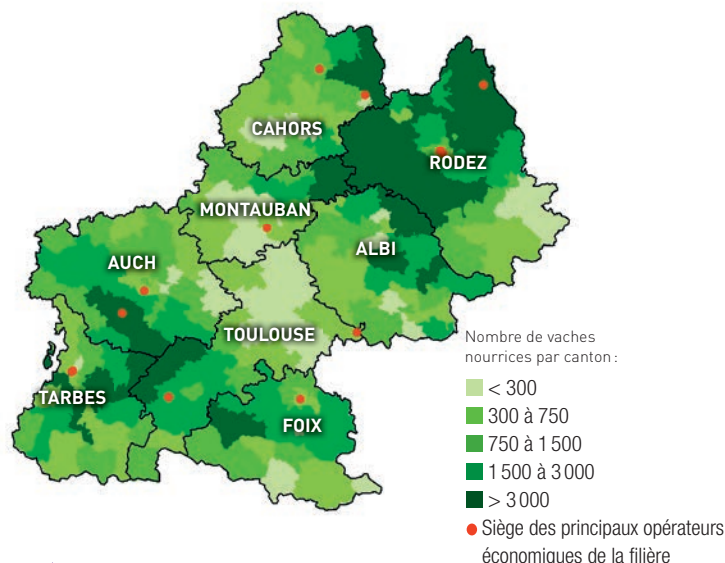 CAHORS
RODEZ
MONTAUBAN
ALBI
AUCH
TOULOUSE
TARBES
FOIX
Nombre de vaches
nourrices par canton :
< 300
300 à 750
750 à 1 500
1 500 à 3 000
> 3 000
Siège des principaux opérateurs
économiques de la filière